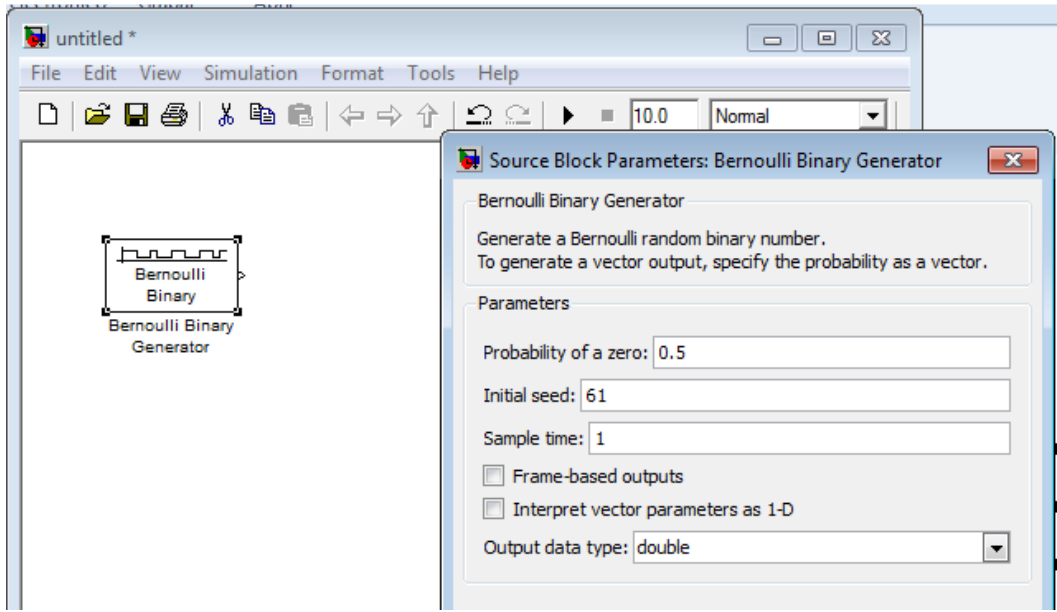 untitled *
File Edit View Simulation Format Tools Help
10.0 Normal
Bernoulli
Binary
Bernoulli Binary
Generator
Source Block Parameters: Bernoulli Binary Generator
Bernoulli Binary Generator
Generate a Bernoulli random binary number.
To generate a vector output, specify the probability as a vector.
Parameters
Probability of a zero: 0.5
Initial seed: 61
Sample time: 1
Frame-based outputs
Interpret vector parameters as 1-D
Output data type: double